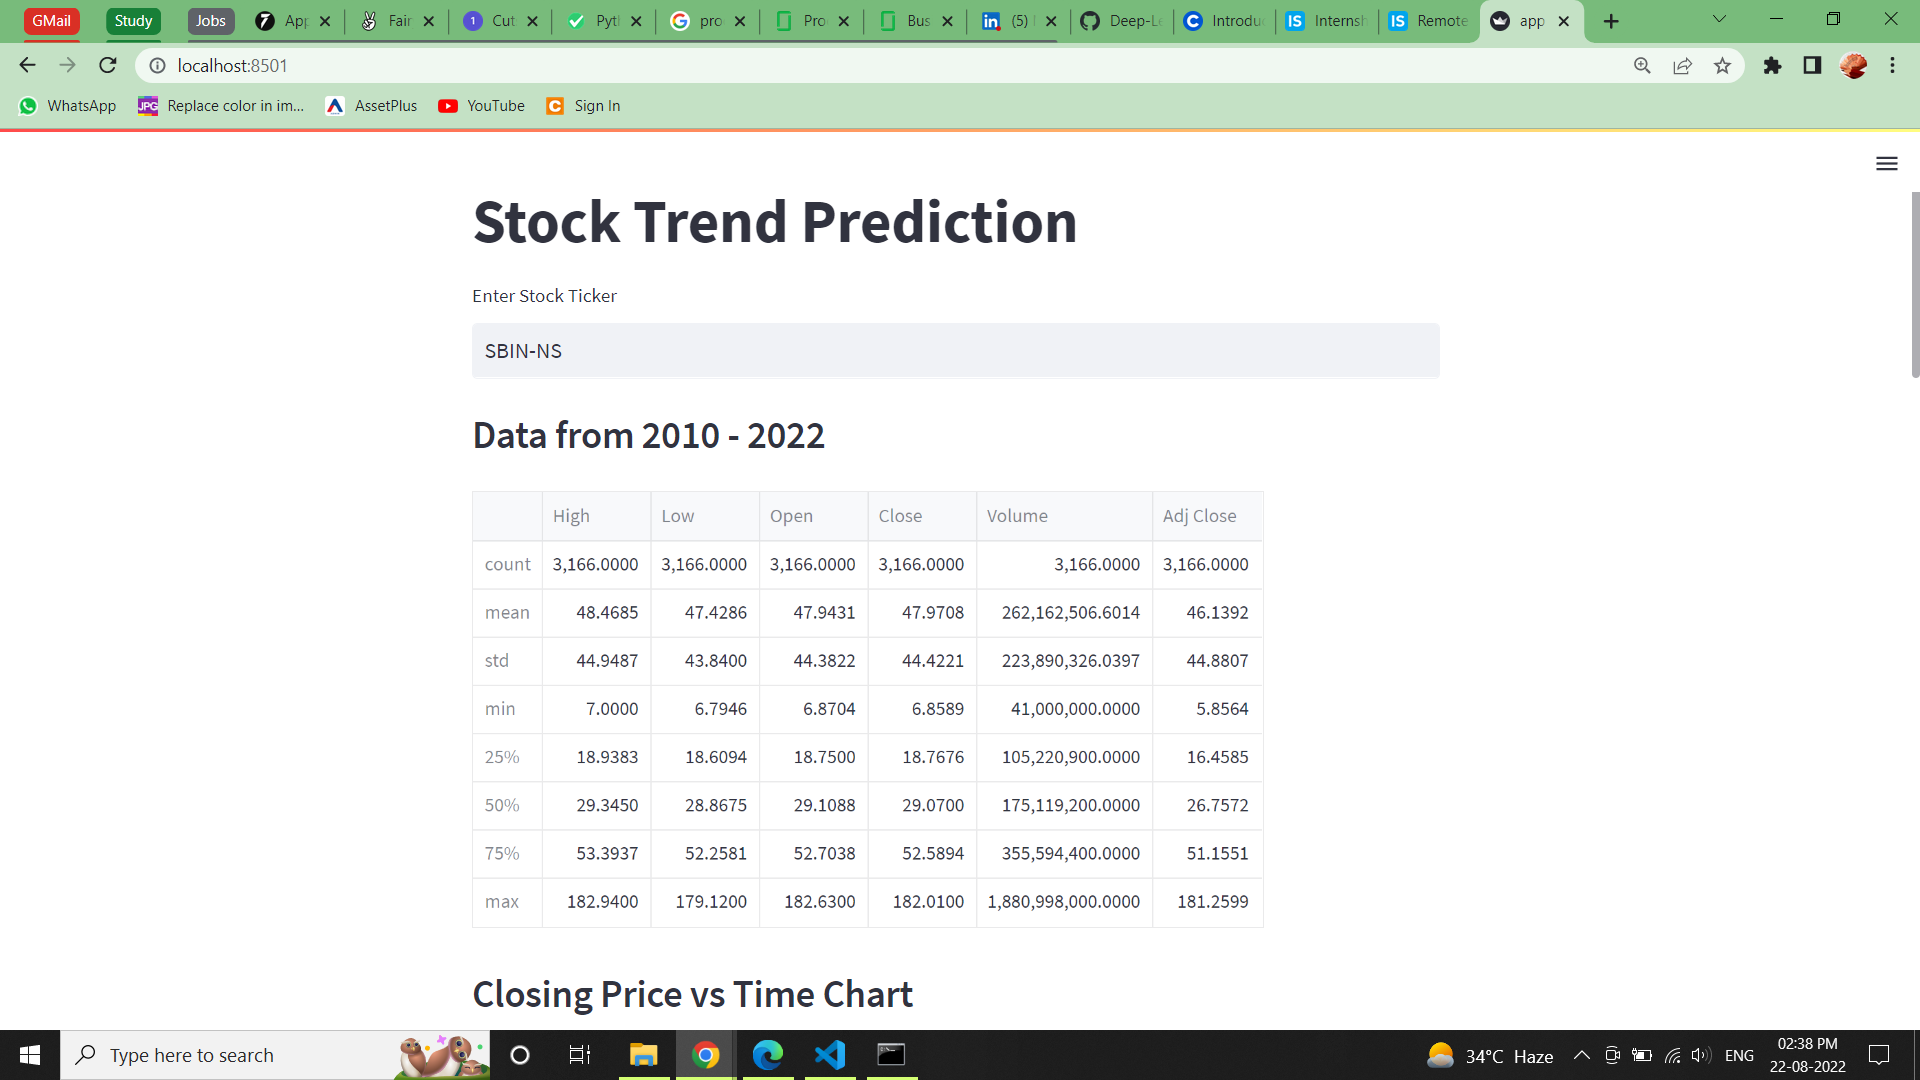 GMail Study Jobs App Fair Cut Pyt pro Pro Bus (5) Deep-Le Introdu Internsh Remote app
localhost:8501
WhatsApp JPG Replace color in im... AssetPlus YouTube Sign In
Stock Trend Prediction
Enter Stock Ticker
SBIN-NS
Data from 2010 - 2022
High Low Open Close Volume Adj Close
count 3,166.0000 3,166.0000 3,166.0000 3,166.0000 3,166.0000 3,166.0000
mean 48.4685 47.4286 47.9431 47.9708 262,162,506.6014 46.1392
std 44.9487 43.8400 44.3822 44.4221 223,890,326.0397 44.8807
min 7.0000 6.7946 6.8704 6.8589 41,000,000.0000 5.8564
25% 18.9383 18.6094 18.7500 18.7676 105,220,900.0000 16.4585
50% 29.3450 28.8675 29.1088 29.0700 175,119,200.0000 26.7572
75% 53.3937 52.2581 52.7038 52.5894 355,594,400.0000 51.1551
max 182.9400 179.1200 182.6300 182.0100 1,880,998,000.0000 181.2599
Closing Price vs Time Chart
Type here to search
34°C Haze
ENG
02:38 PM
22-08-2022